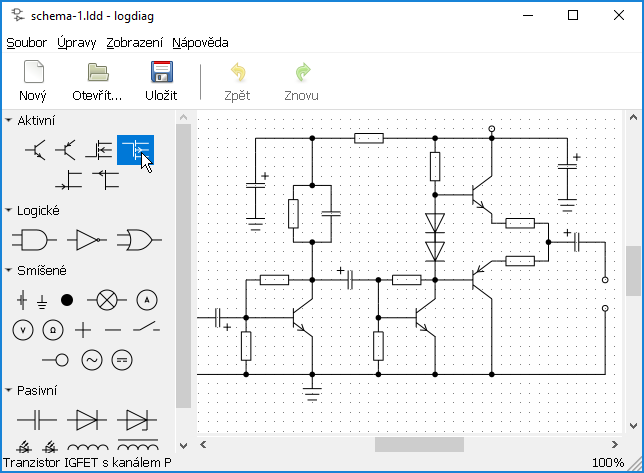 schema-1.ldd - logdiag
Soubor Úpravy Zobrazení Nápověda
Nový Otevřít... Uložit Zpět Znovu
Aktivní
Logické
Smíšené
A
V Ω
Pasivní
Tranzistor IGFET s kanálem P 100%